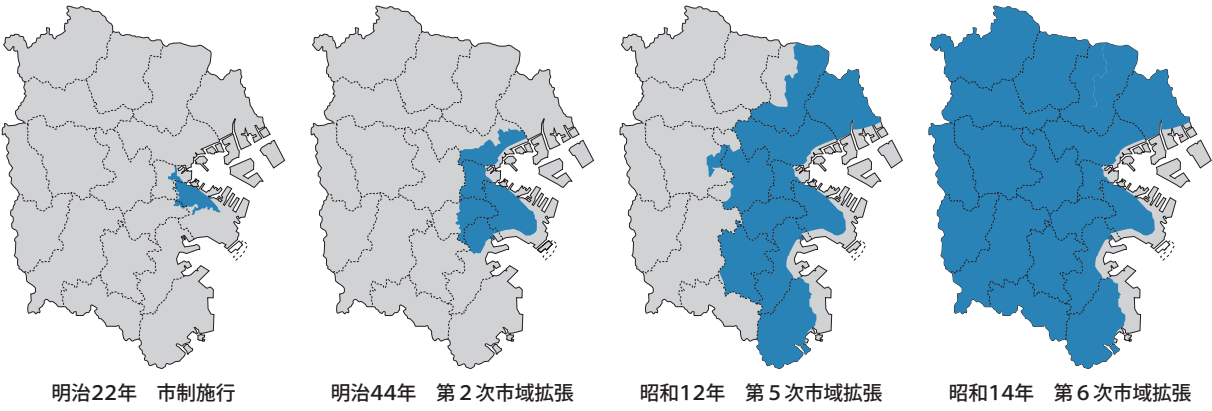 明治22年　市制施行
明治44年　第２次市域拡張
昭和12年　第５次市域拡張
昭和14年　第６次市域拡張